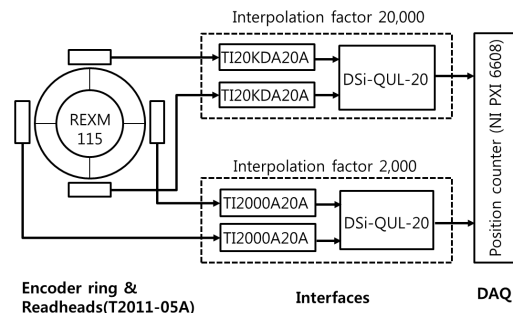 Interpolation factor 20,000
TI20KDA20A
TI20KDA20A
DSi-QUL-20
REXM
115
Interpolation factor 2,000
TI2000A20A
TI2000A20A
DSi-QUL-20
Position counter (NI PXI 6608)
Encoder ring &
Readheads(T2011-05A)
Interfaces
DAQ